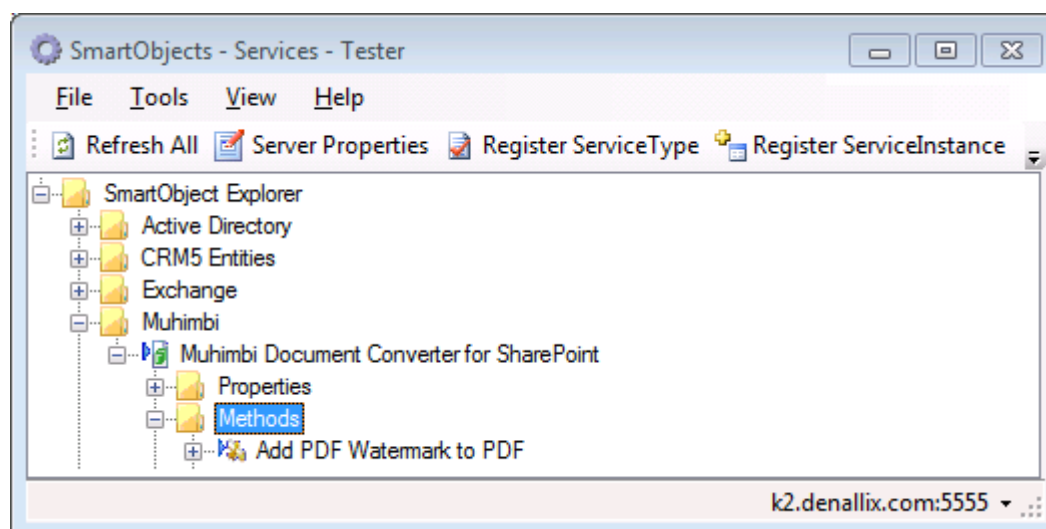 SmartObjects - Services - Tester
File Tools View Help
Refresh All Server Properties Register ServiceType Register ServiceInstance
SmartObject Explorer
Active Directory
CRM5 Entities
Exchange
Muhimbi
Muhimbi Document Converter for SharePoint
Properties
Methods
Add PDF Watermark to PDF
k2.denallix.com:5555